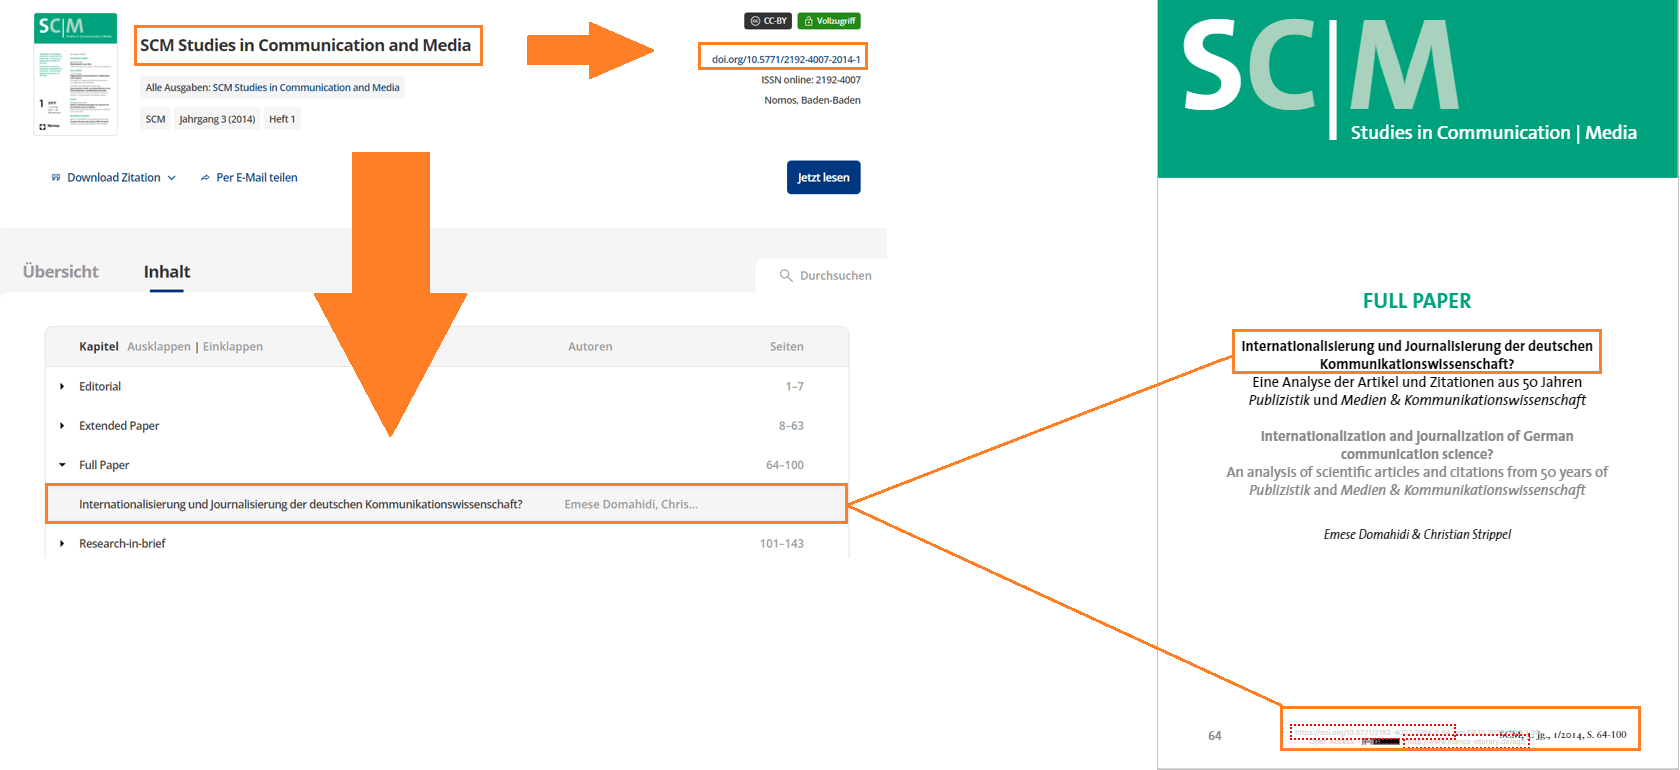 SCM
SCM Studies in Communication and Media
CC-BY
Vollzugriff
doi.org/10.5771/2192-4007-2014-1
ISSN online: 2192-4007
Nomos, Baden-Baden
Alle Ausgaben: SCM Studies in Communication and Media
SCM
Jahrgang 3 (2014)
Heft 1
Download Zitation
Per E-Mail teilen
Jetzt lesen
Übersicht
Inhalt
Durchsuchen
Kapitel Ausklappen | Einklappen Autoren Seiten
Editorial 1–7
Extended Paper 8–63
Full Paper 64–100
Internationalisierung und Journalisierung der deutschen Kommunikationswissenschaft? Emese Domahidi, Chris...
Research-in-brief 101–143
SC|M
Studies in Communication | Media
FULL PAPER
Internationalisierung und Journalisierung der deutschen
Kommunikationswissenschaft?
Eine Analyse der Artikel und Zitationen aus 50 Jahren
Publizistik und Medien & Kommunikationswissenschaft
Internationalization and journalization of German
communication science?
An analysis of scientific articles and citations from 50 years of
Publizistik and Medien & Kommunikationswissenschaft
Emese Domahidi & Christian Strippel
64
SCM, 3. Jg., 1/2014, S. 64-100